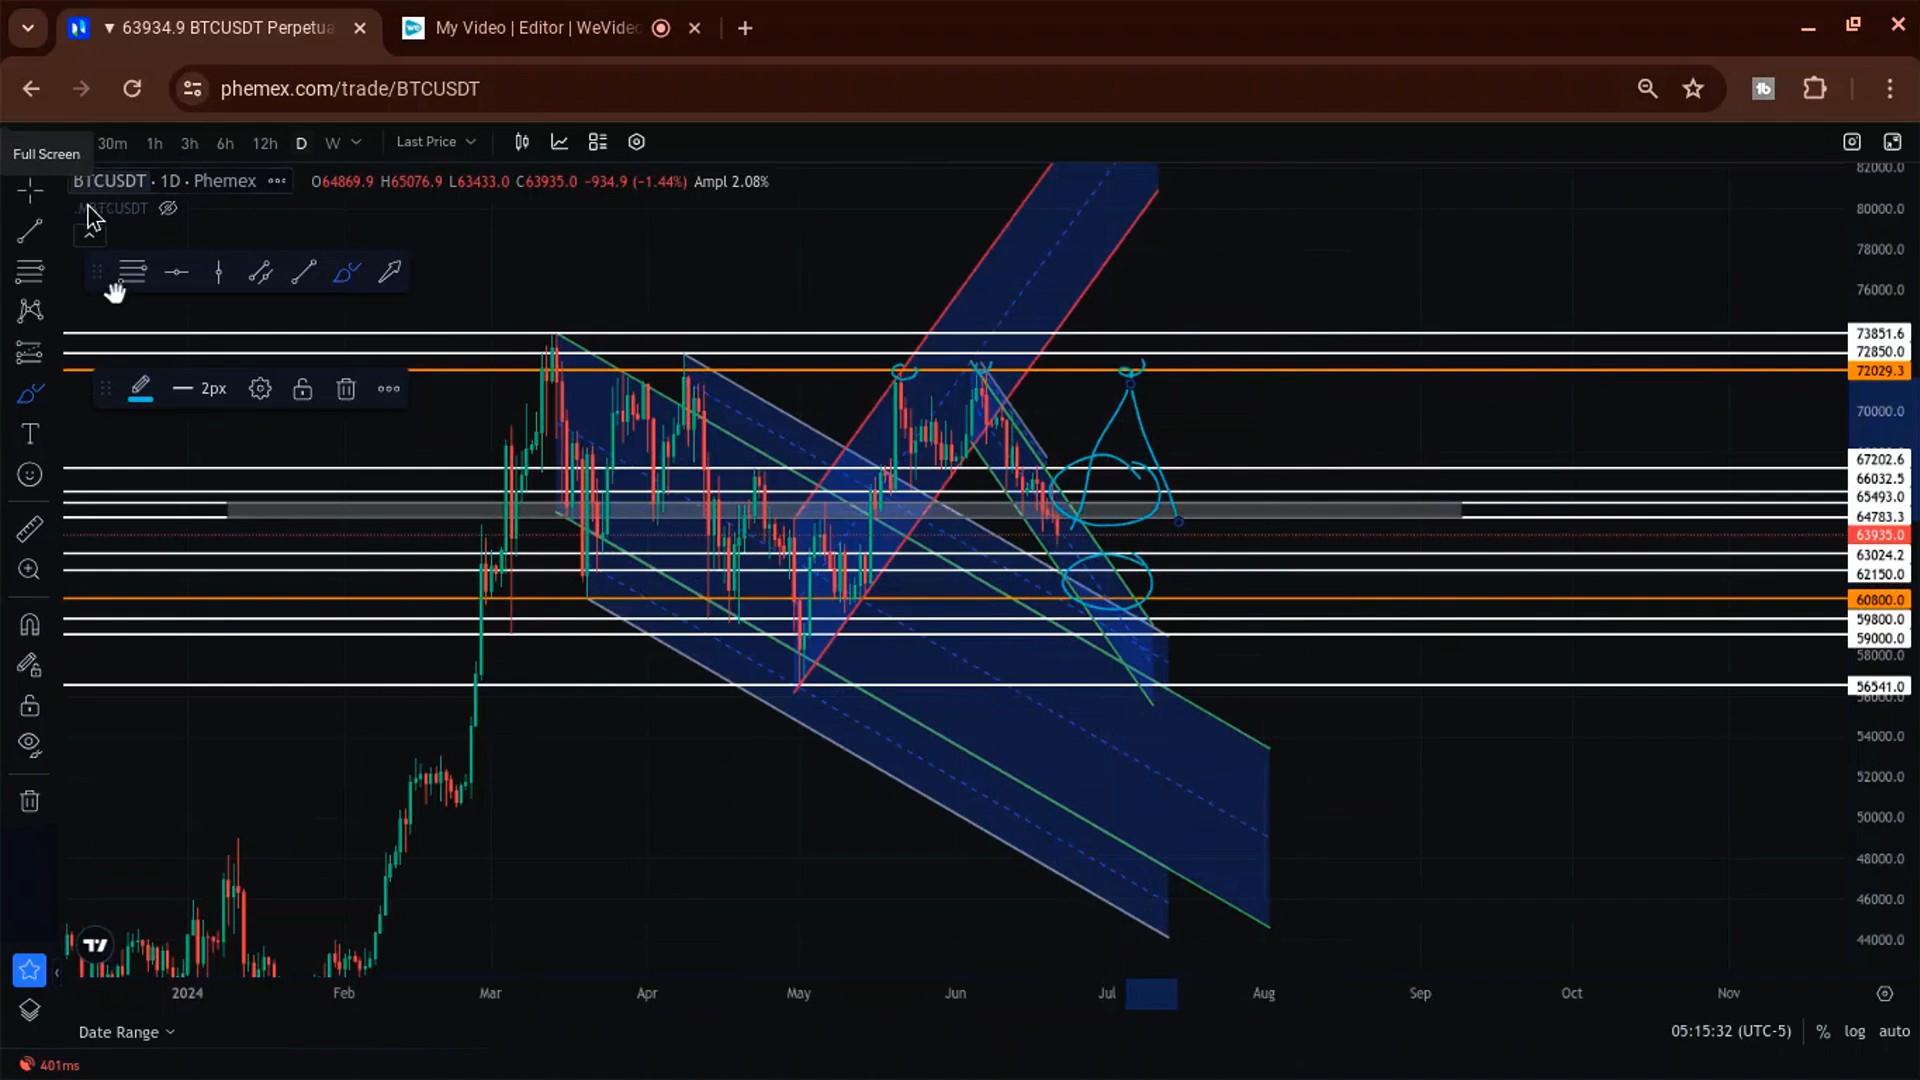 63934.9 BTCUSDT Perpetua
My Video | Editor | WeVideo
phemex.com/trade/BTCUSDT
Full Screen
30m 1h 3h 6h 12h D W Last Price
BTCUSDT · 1D · Phemex O64869.9 H65076.9 L63433.0 C63935.0 -934.9 (-1.44%) Ampl 2.08%
BTCUSDT
2px
82000.0
80000.0
78000.0
76000.0
73851.6
72850.0
72029.3
70000.0
67202.6
66032.5
65493.0
64783.3
63935.0
63024.2
62150.0
60800.0
59800.0
59000.0
58000.0
56541.0
54000.0
52000.0
50000.0
48000.0
46000.0
44000.0
2024 Feb Mar Apr May Jun Jul Aug Sep Oct Nov
Date Range
05:15:32 (UTC-5) % log auto
401ms